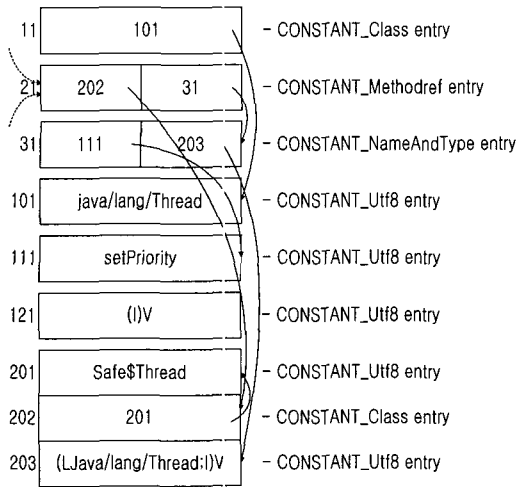 11 101 - CONSTANT_Class entry
21 202 31 - CONSTANT_Methodref entry
31 111 203 - CONSTANT_NameAndType entry
101 java/lang/Thread - CONSTANT_Utf8 entry
111 setPriority - CONSTANT_Utf8 entry
121 (I)V - CONSTANT_Utf8 entry
201 Safe$Thread - CONSTANT_Utf8 entry
202 201 - CONSTANT_Class entry
203 (LJava/lang/Thread;I)V - CONSTANT_Utf8 entry